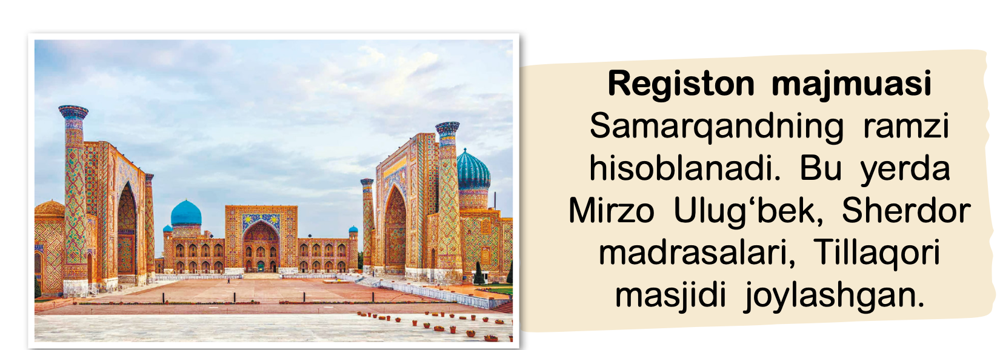 Registon majmuasi
Samarqandning ramzi
hisoblanadi. Bu yerda
Mirzo Ulug‘bek, Sherdor
madrasalari, Tillaqori
masjidi joylashgan.